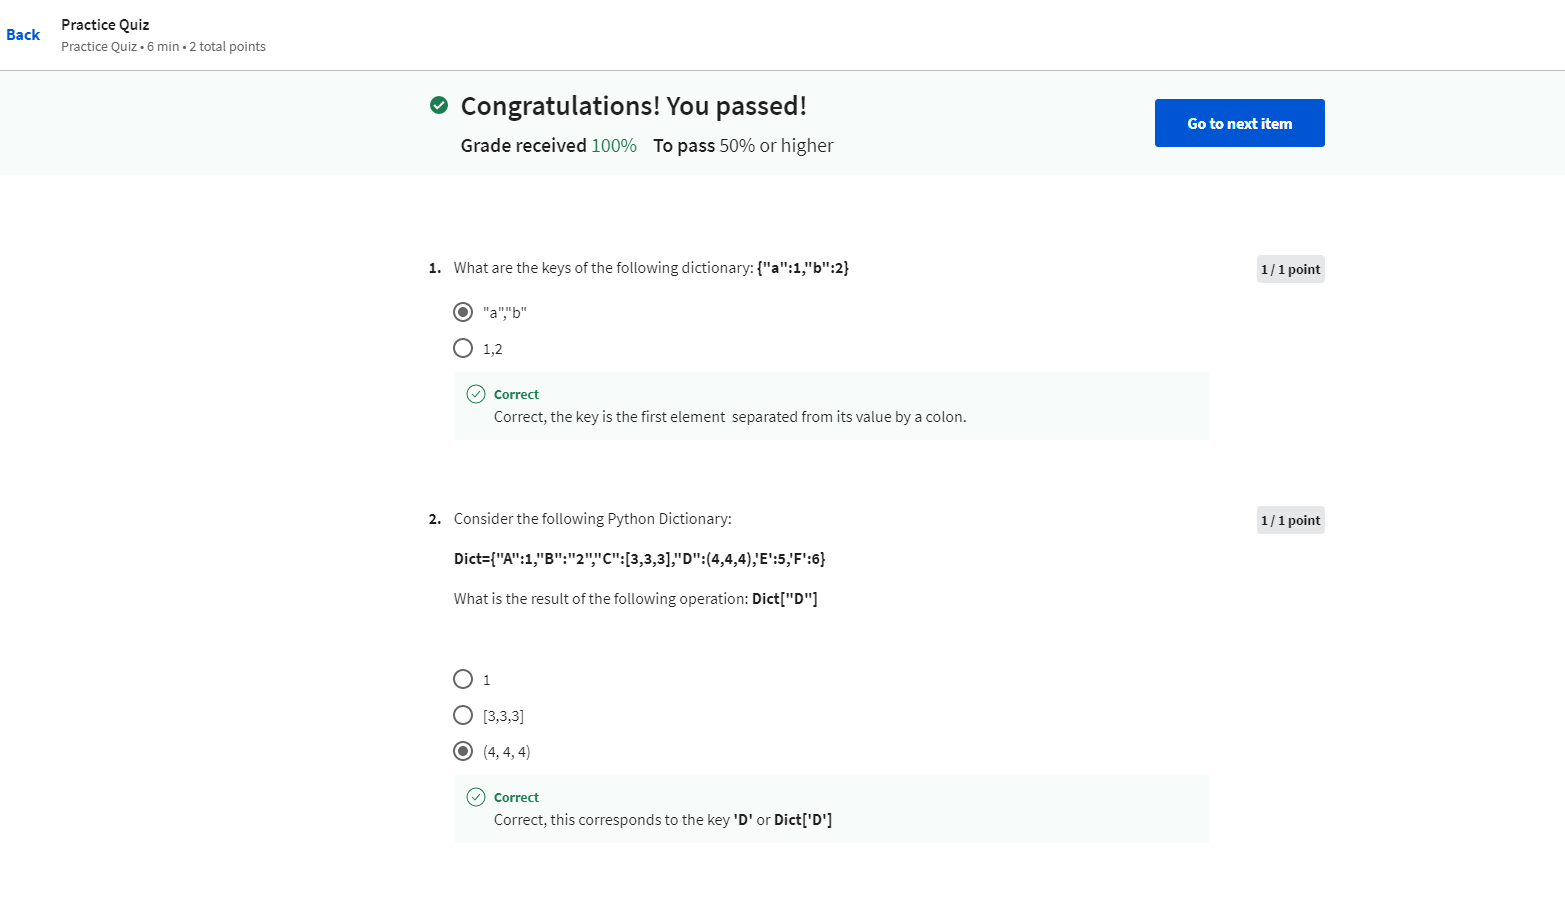 Back
Practice Quiz
Practice Quiz • 6 min • 2 total points
Congratulations! You passed!
Grade received 100% To pass 50% or higher
Go to next item
1. What are the keys of the following dictionary: {"a":1,"b":2}
1 / 1 point
"a","b"
1,2
Correct
Correct, the key is the first element  separated from its value by a colon.
2. Consider the following Python Dictionary:
1 / 1 point
Dict={"A":1,"B":"2","C":[3,3,3],"D":(4,4,4),'E':5,'F':6}
What is the result of the following operation: Dict["D"]
1
[3,3,3]
(4, 4, 4)
Correct
Correct, this corresponds to the key 'D' or Dict['D']